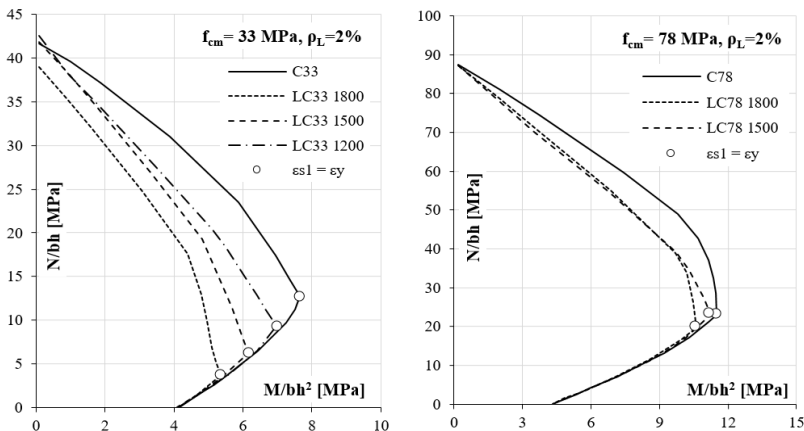 f_cm= 33 MPa, ρ_L=2%
C33
LC33 1800
LC33 1500
LC33 1200
εs1 = εy
N/bh [MPa]
M/bh² [MPa]
45
40
35
30
25
20
15
10
5
0
0 2 4 6 8 10
f_cm= 78 MPa, ρ_L=2%
C78
LC78 1800
LC78 1500
εs1 = εy
N/bh [MPa]
M/bh² [MPa]
100
90
80
70
60
50
40
30
20
10
0
0 3 6 9 12 15